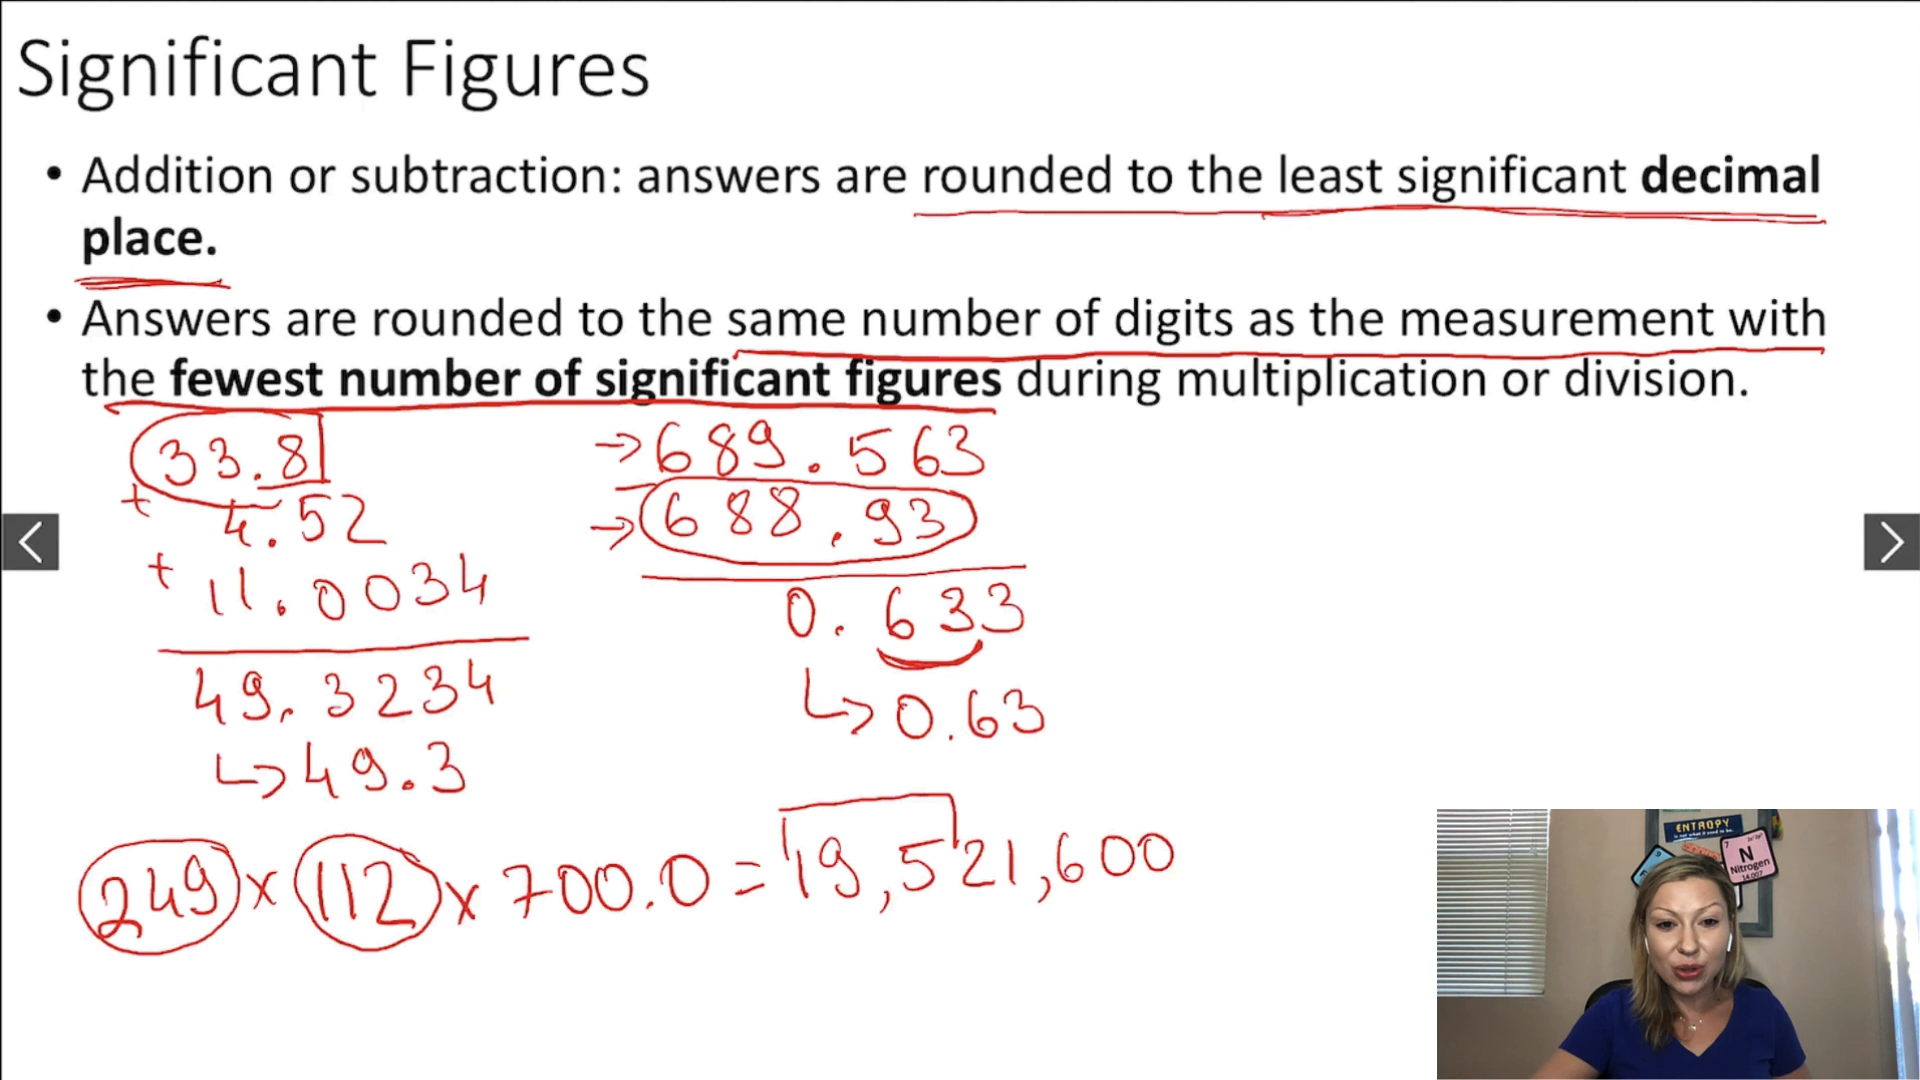 Significant Figures
• Addition or subtraction: answers are rounded to the least significant decimal
place.
• Answers are rounded to the same number of digits as the measurement with
the fewest number of significant figures during multiplication or division.
33.8
+ 4.52
+ 11.0034
49.3234
↳ 49.3
→ 689.563
→ 688.93
0.633
↳ 0.63
249 x 112 x 700.0 = 19,521,600
ENTROPY
N
Nitrogen
14.007